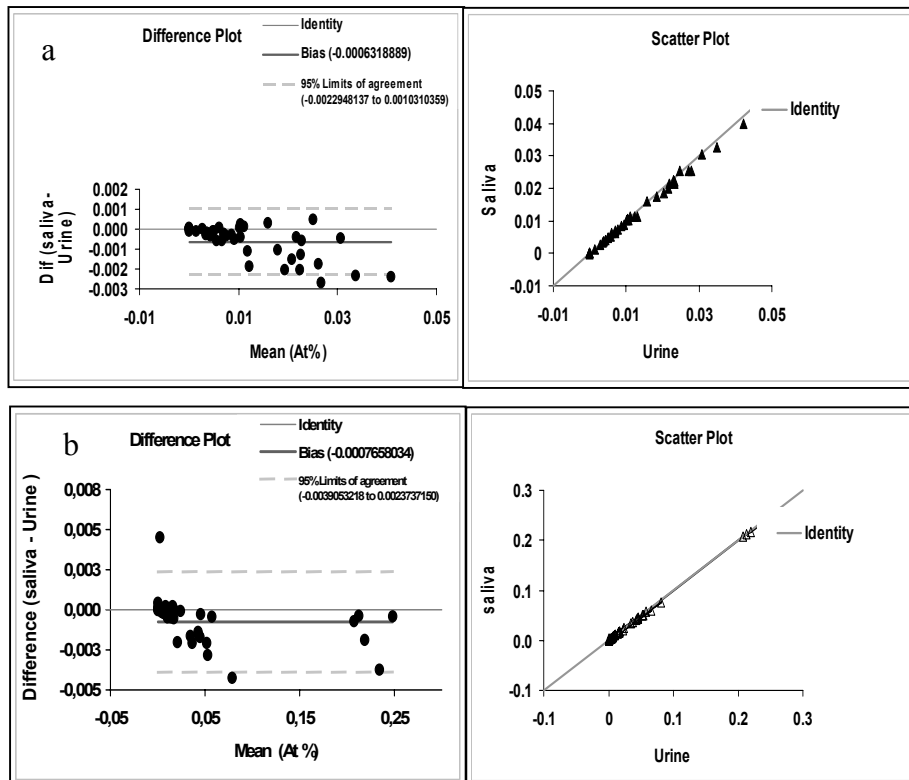 a
Difference Plot
Identity
Bias (-0.0006318889)
95% Limits of agreement
(-0.0022948137 to 0.0010310359)
0.002
0.001
0.000
-0.001
-0.002
-0.003
Dif (saliva-
Urine)
-0.01 0.01 0.03 0.05
Mean (At%)
Scatter Plot
Identity
0.05
0.04
0.03
0.02
0.01
0
-0.01
Saliva
-0.01 0.01 0.03 0.05
Urine
b
Difference Plot
Identity
Bias (-0.0007658034)
95% Limits of agreement
(-0.0039053218 to 0.0023737150)
0,008
0,005
0,003
0,000
-0,003
-0,005
Difference (saliva - Urine )
-0,05 0,05 0,15 0,25
Mean (At %)
Scatter Plot
Identity
0.3
0.2
0.1
0.0
-0.1
saliva
-0.1 0 0.1 0.2 0.3
Urine